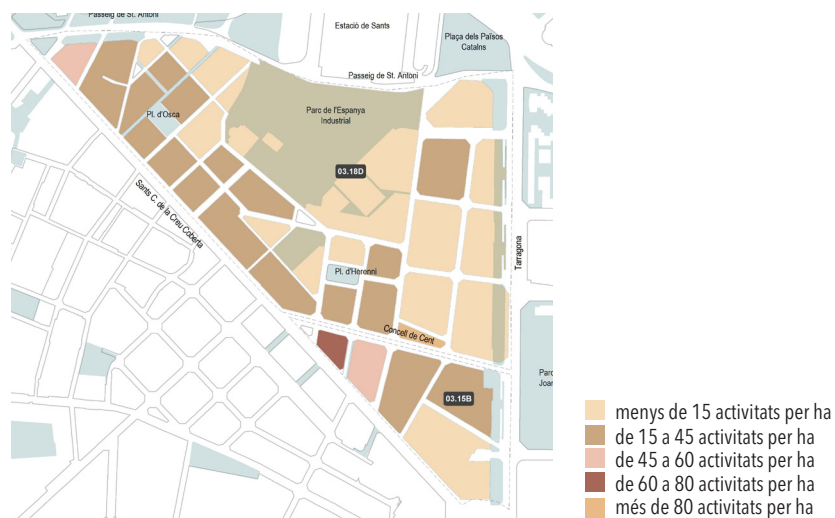 Passeig de St. Antoni
Estació de Sants
Plaça dels Països
Catalns
Passeig de St. Antoni
Parc de l'Espanya
Industrial
Pl. d'Osca
03.18D
Sants C. de la Creu Coberta
Tarragona
Pl. d'Herenni
Concell de Cent
Parc
Joan
03.15B
menys de 15 activitats per ha
de 15 a 45 activitats per ha
de 45 a 60 activitats per ha
de 60 a 80 activitats per ha
més de 80 activitats per ha